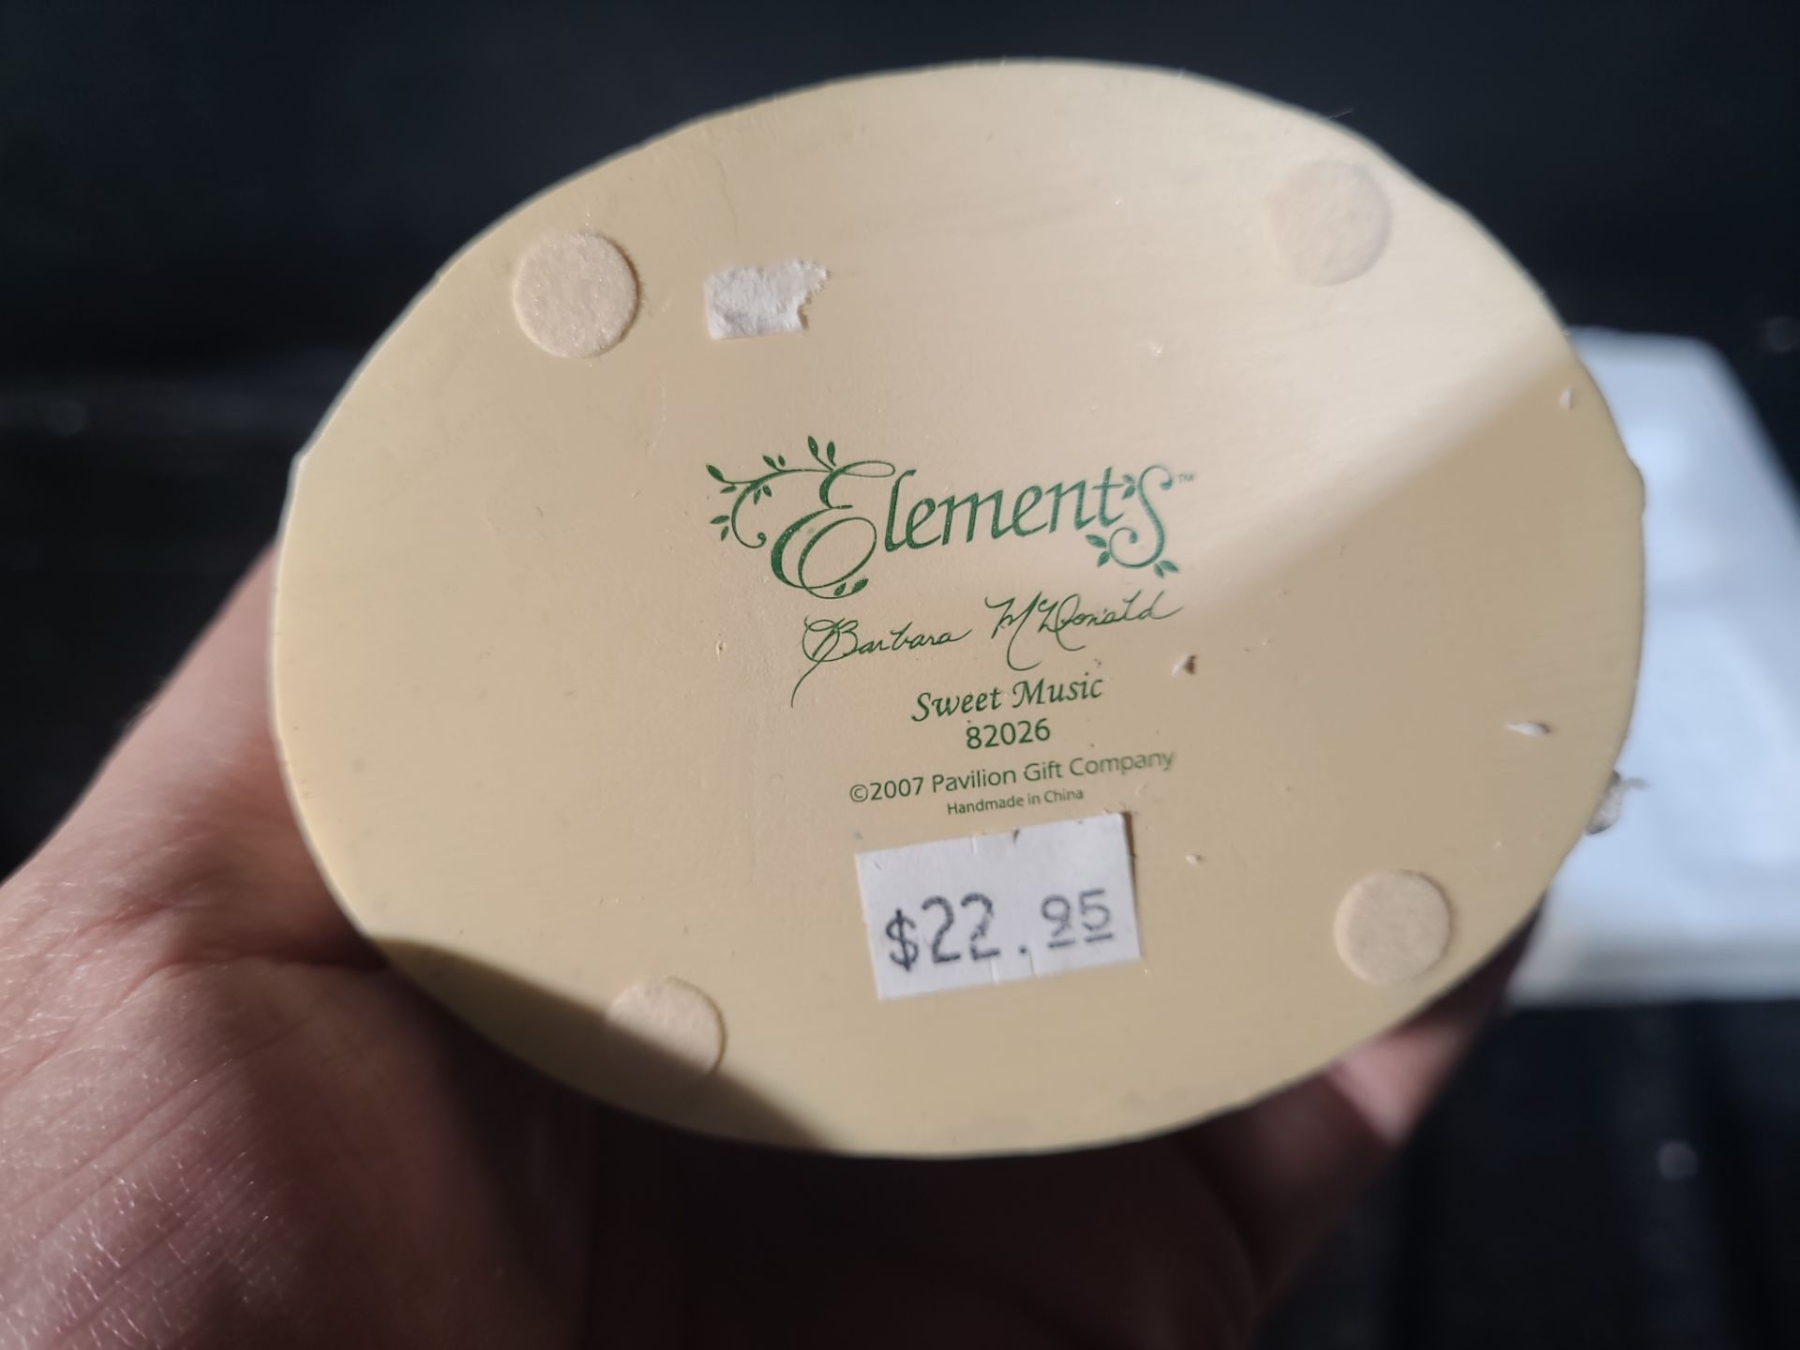 Elements™
Barbara McDonald
Sweet Music
82026
©2007 Pavilion Gift Company
Handmade in China
$22.95